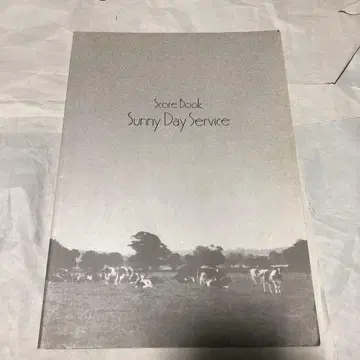 Score Book
Sunny Day Service